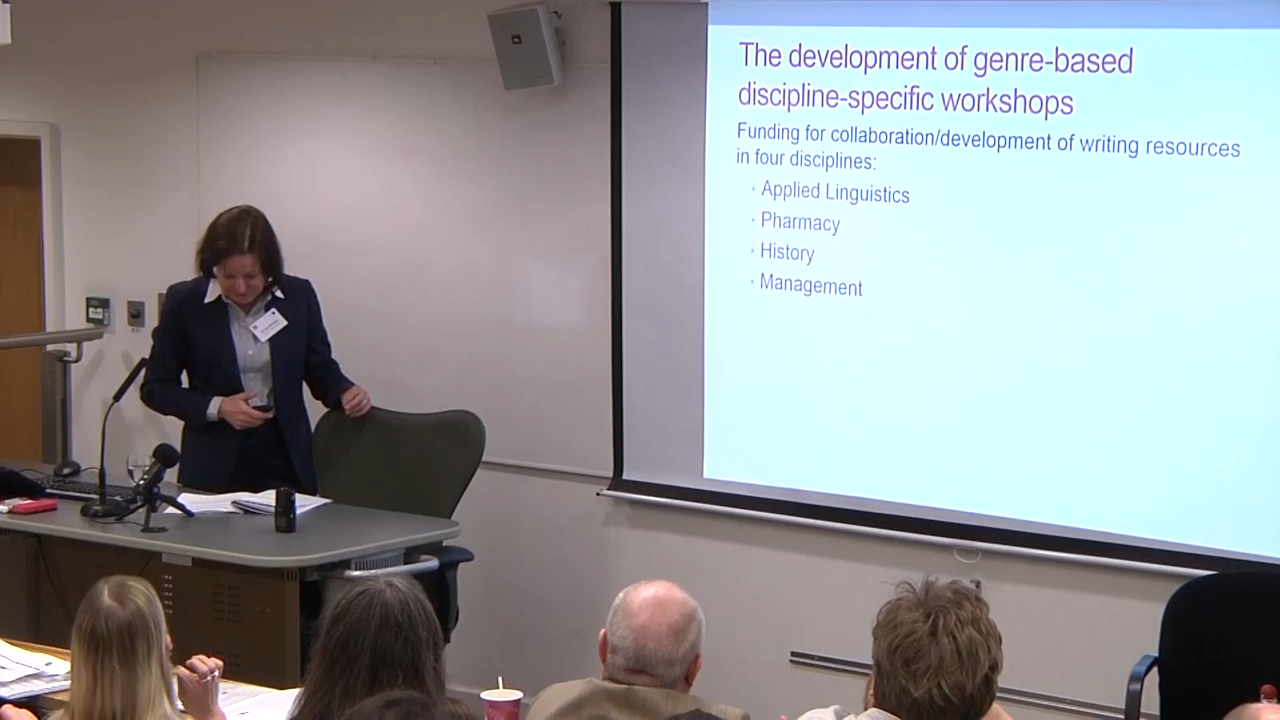 The development of genre-based
discipline-specific workshops
Funding for collaboration/development of writing resources
in four disciplines:
· Applied Linguistics
· Pharmacy
· History
· Management